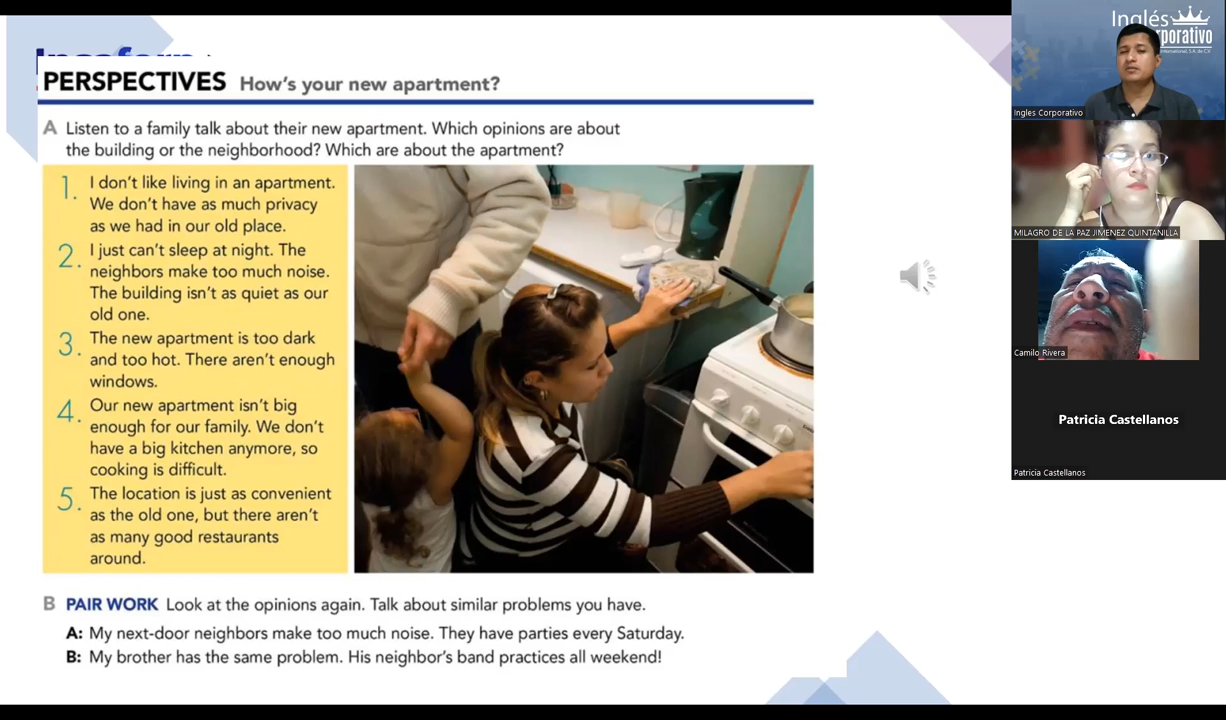 PERSPECTIVES How's your new apartment?
A Listen to a family talk about their new apartment. Which opinions are about
the building or the neighborhood? Which are about the apartment?
1. I don't like living in an apartment.
We don't have as much privacy
as we had in our old place.
2. I just can't sleep at night. The
neighbors make too much noise.
The building isn't as quiet as our
old one.
3. The new apartment is too dark
and too hot. There aren't enough
windows.
4. Our new apartment isn't big
enough for our family. We don't
have a big kitchen anymore, so
cooking is difficult.
5. The location is just as convenient
as the old one, but there aren't
as many good restaurants
around.
B PAIR WORK Look at the opinions again. Talk about similar problems you have.
A: My next-door neighbors make too much noise. They have parties every Saturday.
B: My brother has the same problem. His neighbor's band practices all weekend!
Inglés
Ingles Corporativo
MILAGRO DE LA PAZ JIMENEZ QUINTANILLA
Camilo Rivera
Patricia Castellanos
Patricia Castellanos